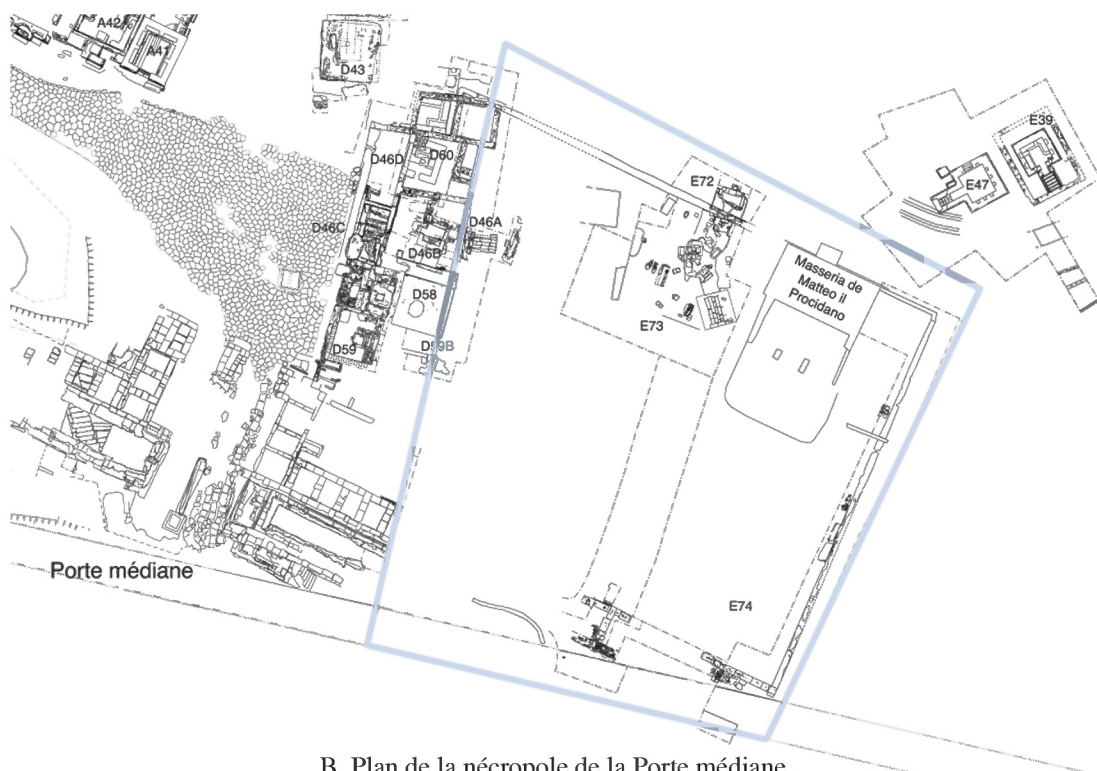 A42
A41
D43
E39
D46D
D60
E47
E72
D46C
D46A
D46B
Masseria de
Matteo il
Procidano
D58
E73
D59
D59B
Porte médiane
E74
B. Plan de la nécropole de la Porte médiane